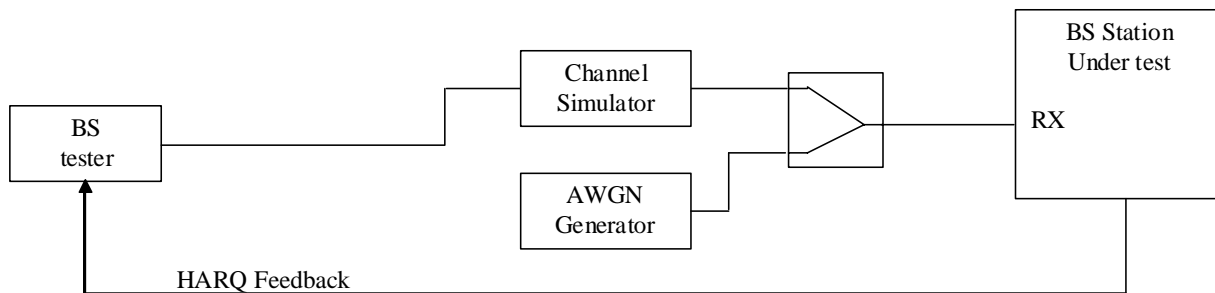 BS
tester
Channel
Simulator
AWGN
Generator
BS Station
Under test
RX
HARQ Feedback